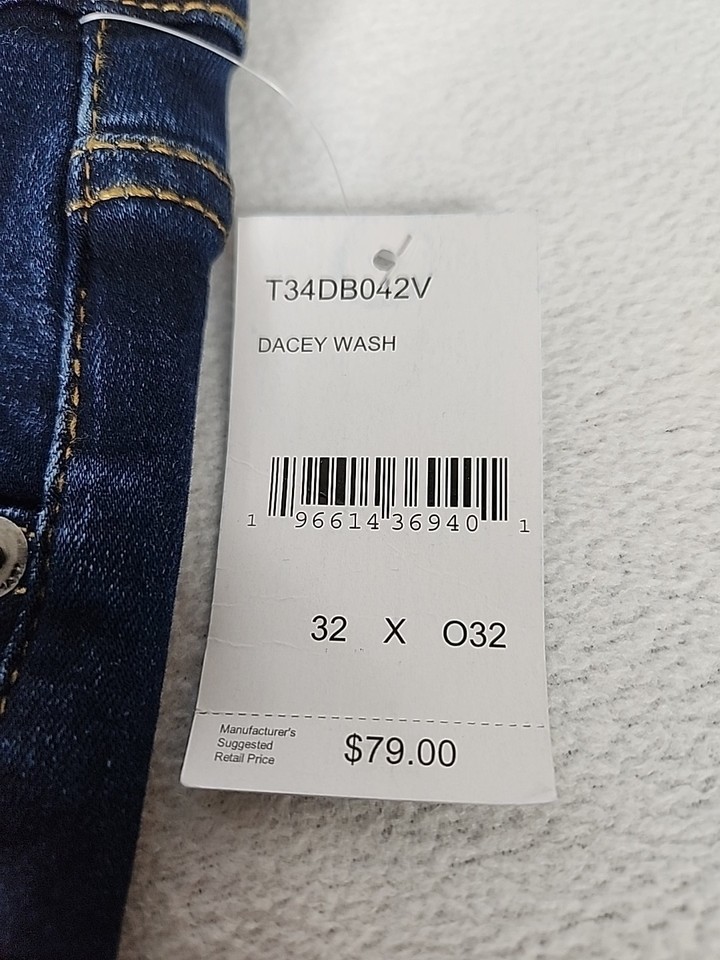 T34DB042V
DACEY WASH
1 96614 36940 1
32 X O32
Manufacturer's
Suggested
Retail Price
$79.00